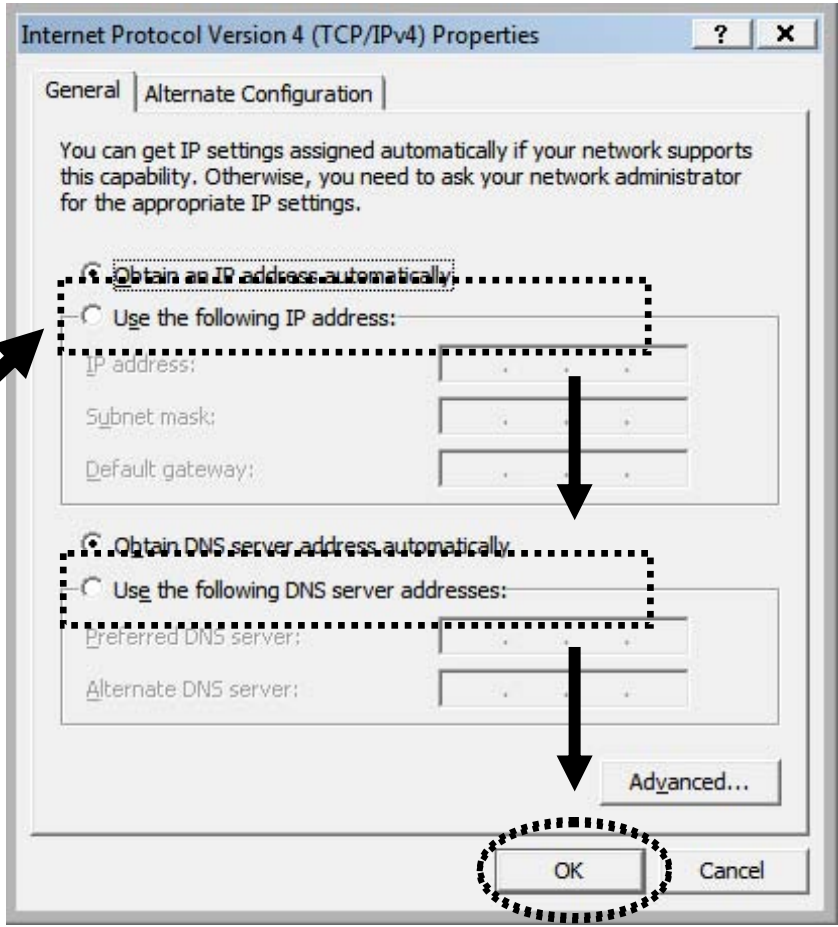 Internet Protocol Version 4 (TCP/IPv4) Properties
General
Alternate Configuration
You can get IP settings assigned automatically if your network supports
this capability. Otherwise, you need to ask your network administrator
for the appropriate IP settings.
Obtain an IP address automatically
Use the following IP address:
IP address:
Subnet mask:
Default gateway:
Obtain DNS server address automatically
Use the following DNS server addresses:
Preferred DNS server:
Alternate DNS server:
Advanced...
OK
Cancel